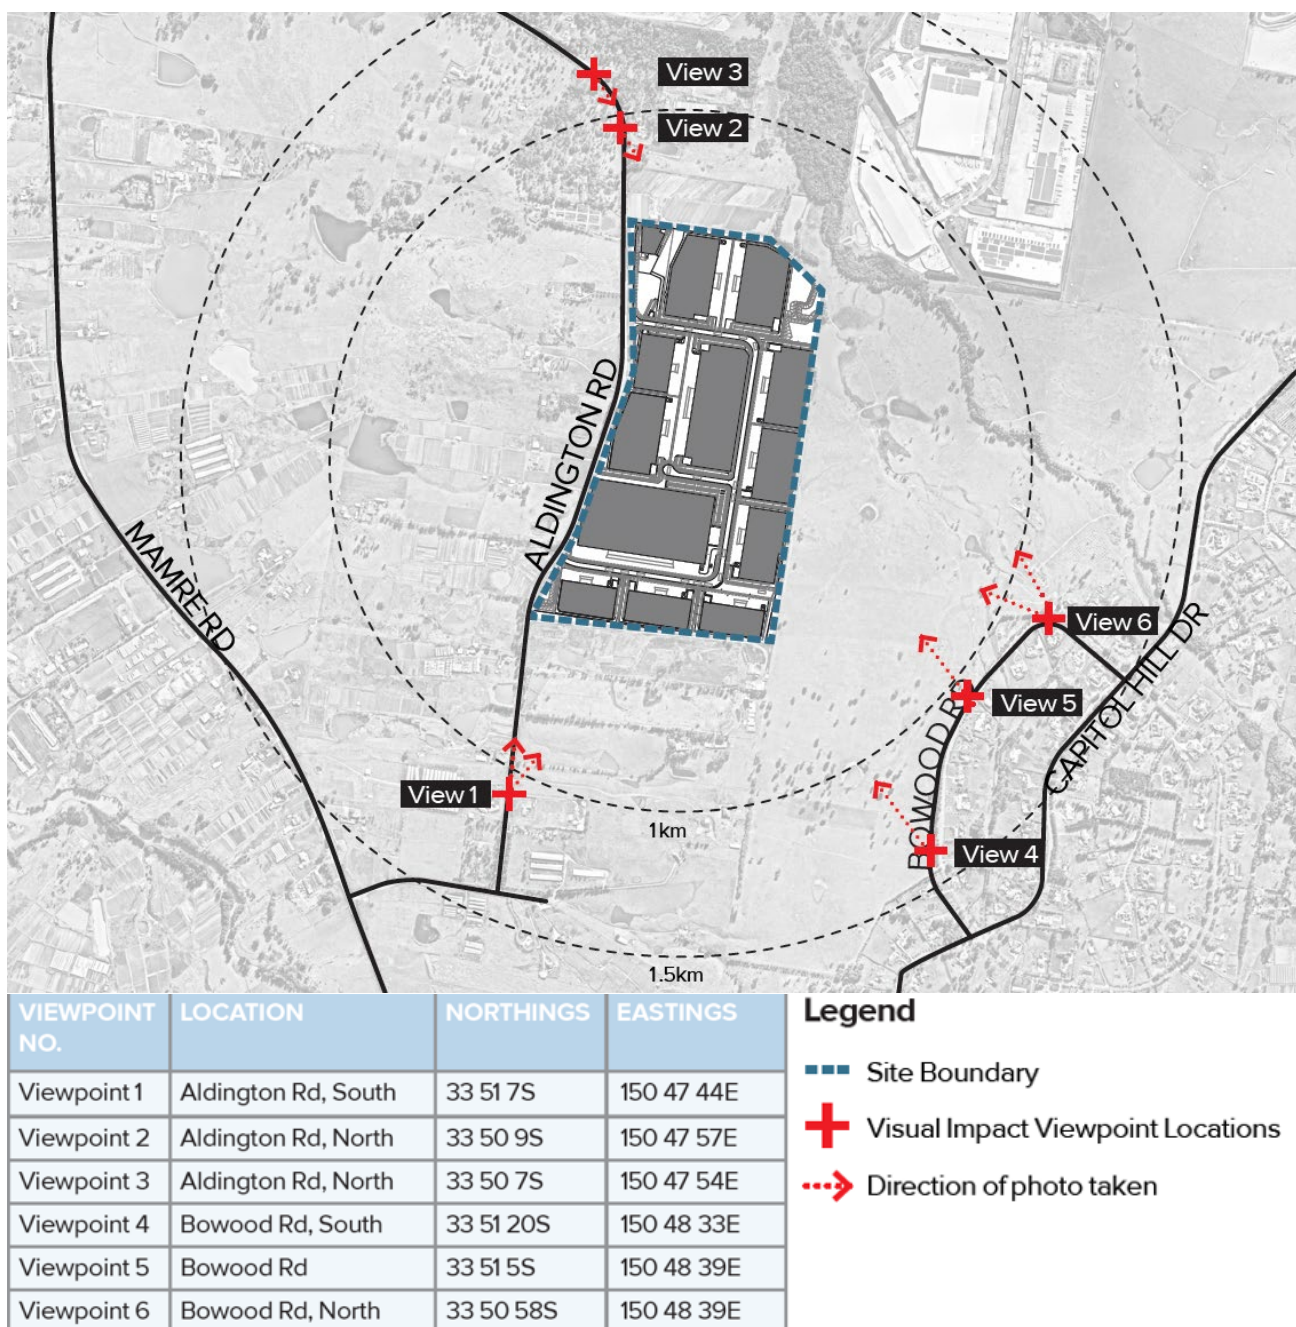 View 3
View 2
ALDINGTON RD
MAMRE RD
View 6
View 5
BOWOOD RD
CAPITOL HILL DR
View 1
View 4
1km
1.5km
VIEWPOINT NO. LOCATION NORTHINGS EASTINGS
Viewpoint 1 Aldington Rd, South 33 51 7S 150 47 44E
Viewpoint 2 Aldington Rd, North 33 50 9S 150 47 57E
Viewpoint 3 Aldington Rd, North 33 50 7S 150 47 54E
Viewpoint 4 Bowood Rd, South 33 51 20S 150 48 33E
Viewpoint 5 Bowood Rd 33 51 5S 150 48 39E
Viewpoint 6 Bowood Rd, North 33 50 58S 150 48 39E
Legend
Site Boundary
Visual Impact Viewpoint Locations
Direction of photo taken